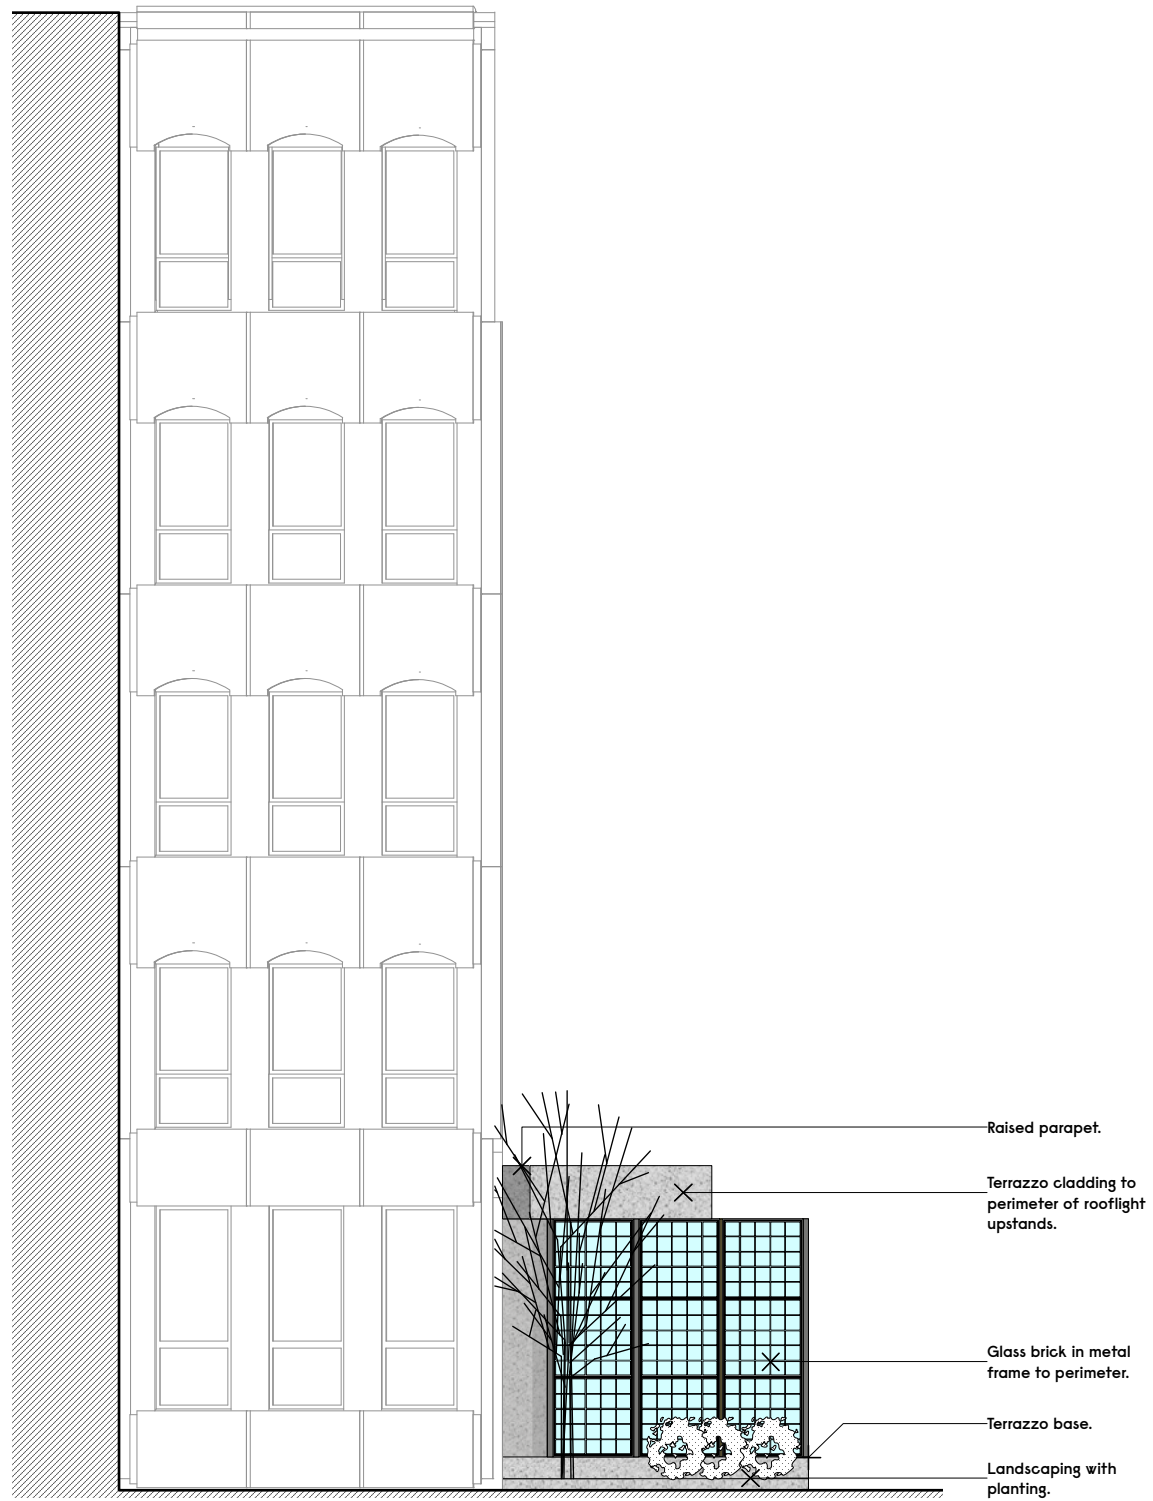 Raised parapet.
Terrazzo cladding to
perimeter of rooflight
upstands.
Glass brick in metal
frame to perimeter.
Terrazzo base.
Landscaping with
planting.